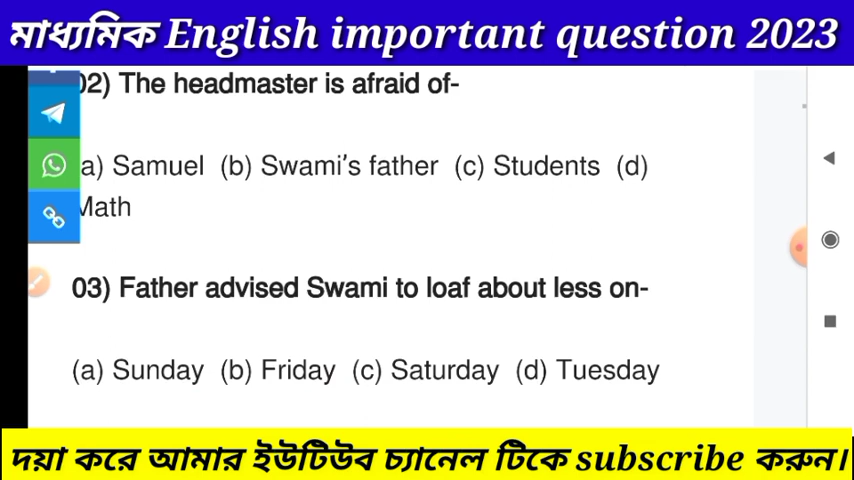 মাধ্যমিক English important question 2023
02) The headmaster is afraid of-
a) Samuel (b) Swami's father (c) Students (d)
Math
03) Father advised Swami to loaf about less on-
(a) Sunday (b) Friday (c) Saturday (d) Tuesday
দয়া করে আমার ইউটিউব চ্যানেল টিকে subscribe করুন।